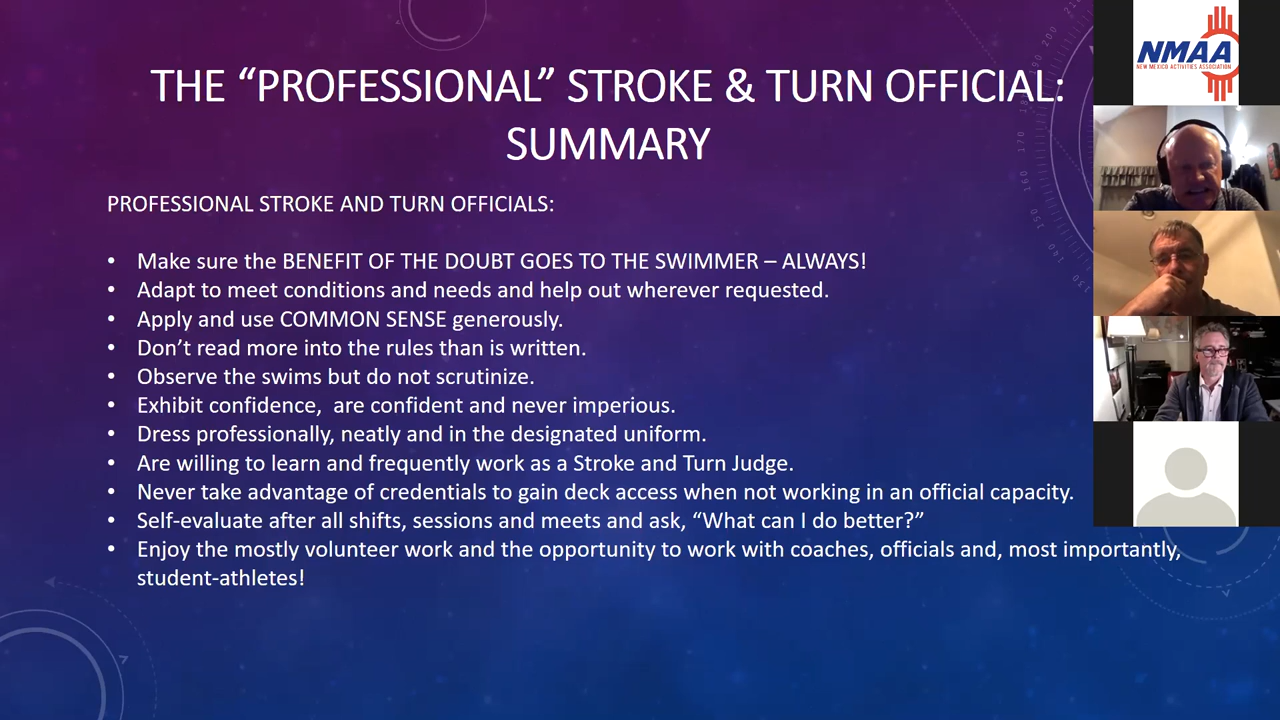 THE “PROFESSIONAL” STROKE & TURN OFFICIAL:
SUMMARY
PROFESSIONAL STROKE AND TURN OFFICIALS:
• Make sure the BENEFIT OF THE DOUBT GOES TO THE SWIMMER – ALWAYS!
• Adapt to meet conditions and needs and help out wherever requested.
• Apply and use COMMON SENSE generously.
• Don’t read more into the rules than is written.
• Observe the swims but do not scrutinize.
• Exhibit confidence,  are confident and never imperious.
• Dress professionally, neatly and in the designated uniform.
• Are willing to learn and frequently work as a Stroke and Turn Judge.
• Never take advantage of credentials to gain deck access when not working in an official capacity.
• Self-evaluate after all shifts, sessions and meets and ask, “What can I do better?”
• Enjoy the mostly volunteer work and the opportunity to work with coaches, officials and, most importantly,
student-athletes!
NMAA
NEW MEXICO ACTIVITIES ASSOCIATION
210
200
170
160
150
140
130